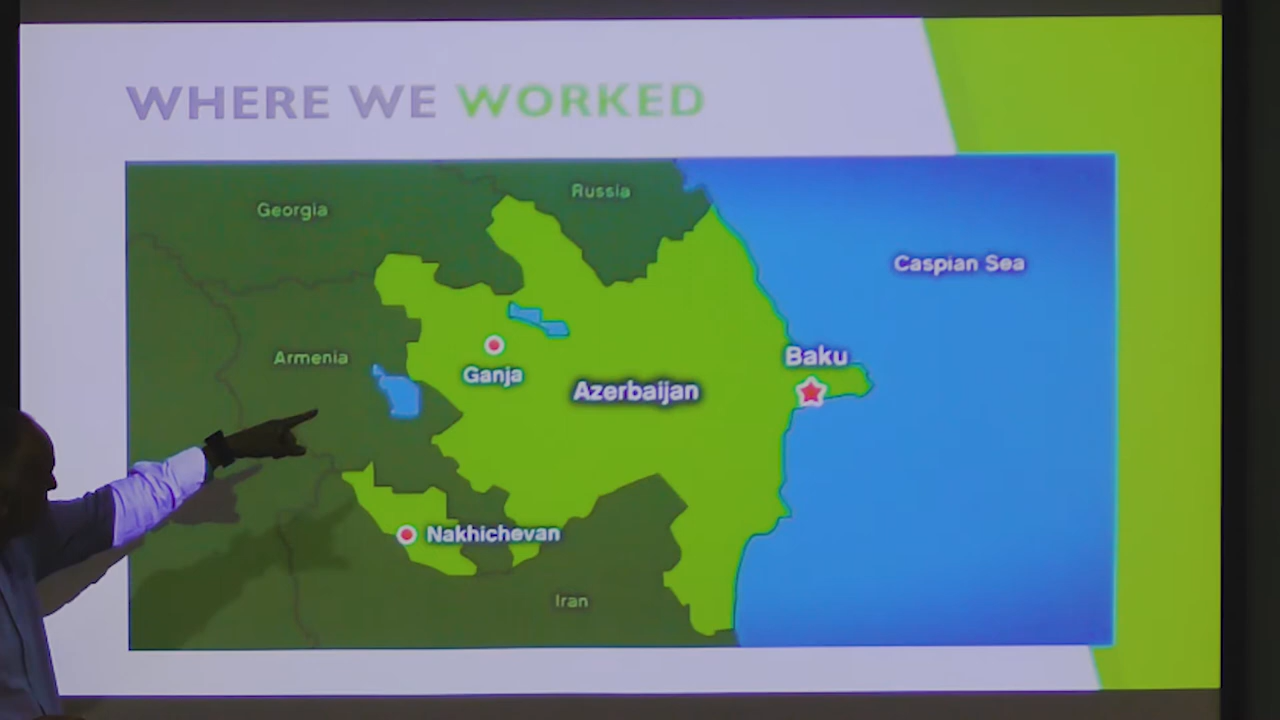 WHERE WE WORKED
Russia
Georgia
Caspian Sea
Armenia
Baku
Ganja
Azerbaijan
Nakhichevan
Iran